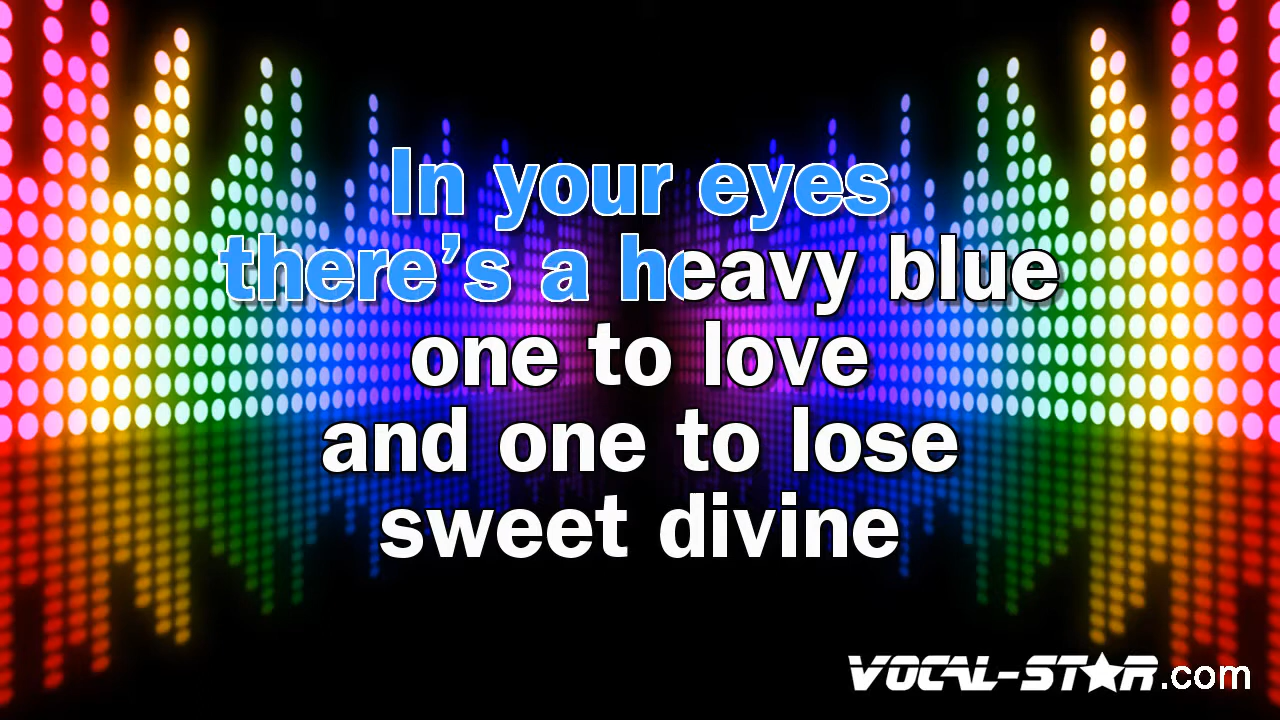 In your eyes
there’s a heavy blue
one to love
and one to lose
sweet divine
VOCAL-STAR.com